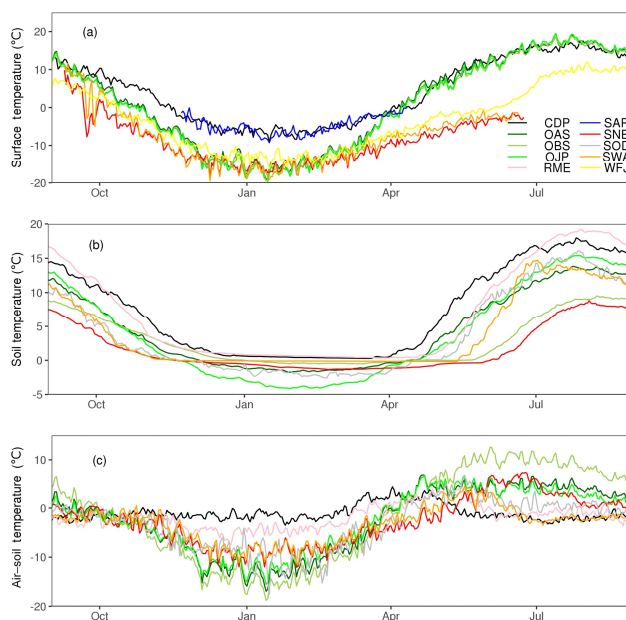 Surface temperature (°C)
20
10
0
-10
-20
(a)
CDP
OAS
OBS
OJP
RME
SNB
SOD
SWA
WFJ
Oct
Jan
Apr
Jul
Soil temperature (°C)
20
15
10
5
0
-5
(b)
Oct
Jan
Apr
Jul
Air-soil temperature (°C)
10
0
-10
-20
(c)
Oct
Jan
Apr
Jul